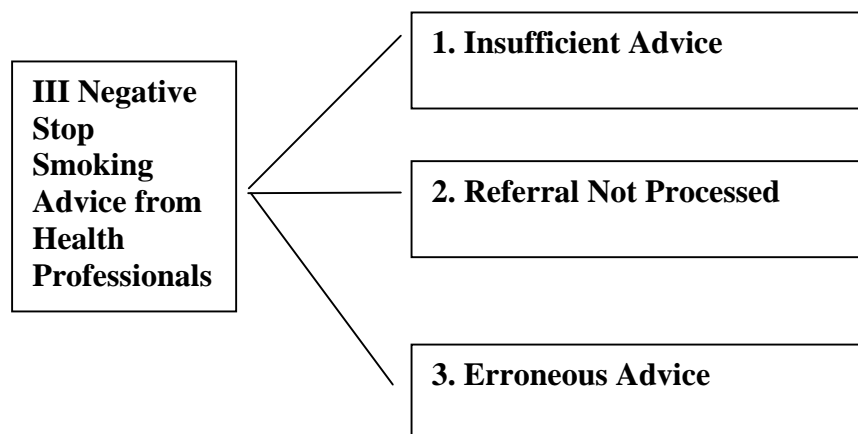 III Negative
Stop
Smoking
Advice from
Health
Professionals
1. Insufficient Advice
2. Referral Not Processed
3. Erroneous Advice